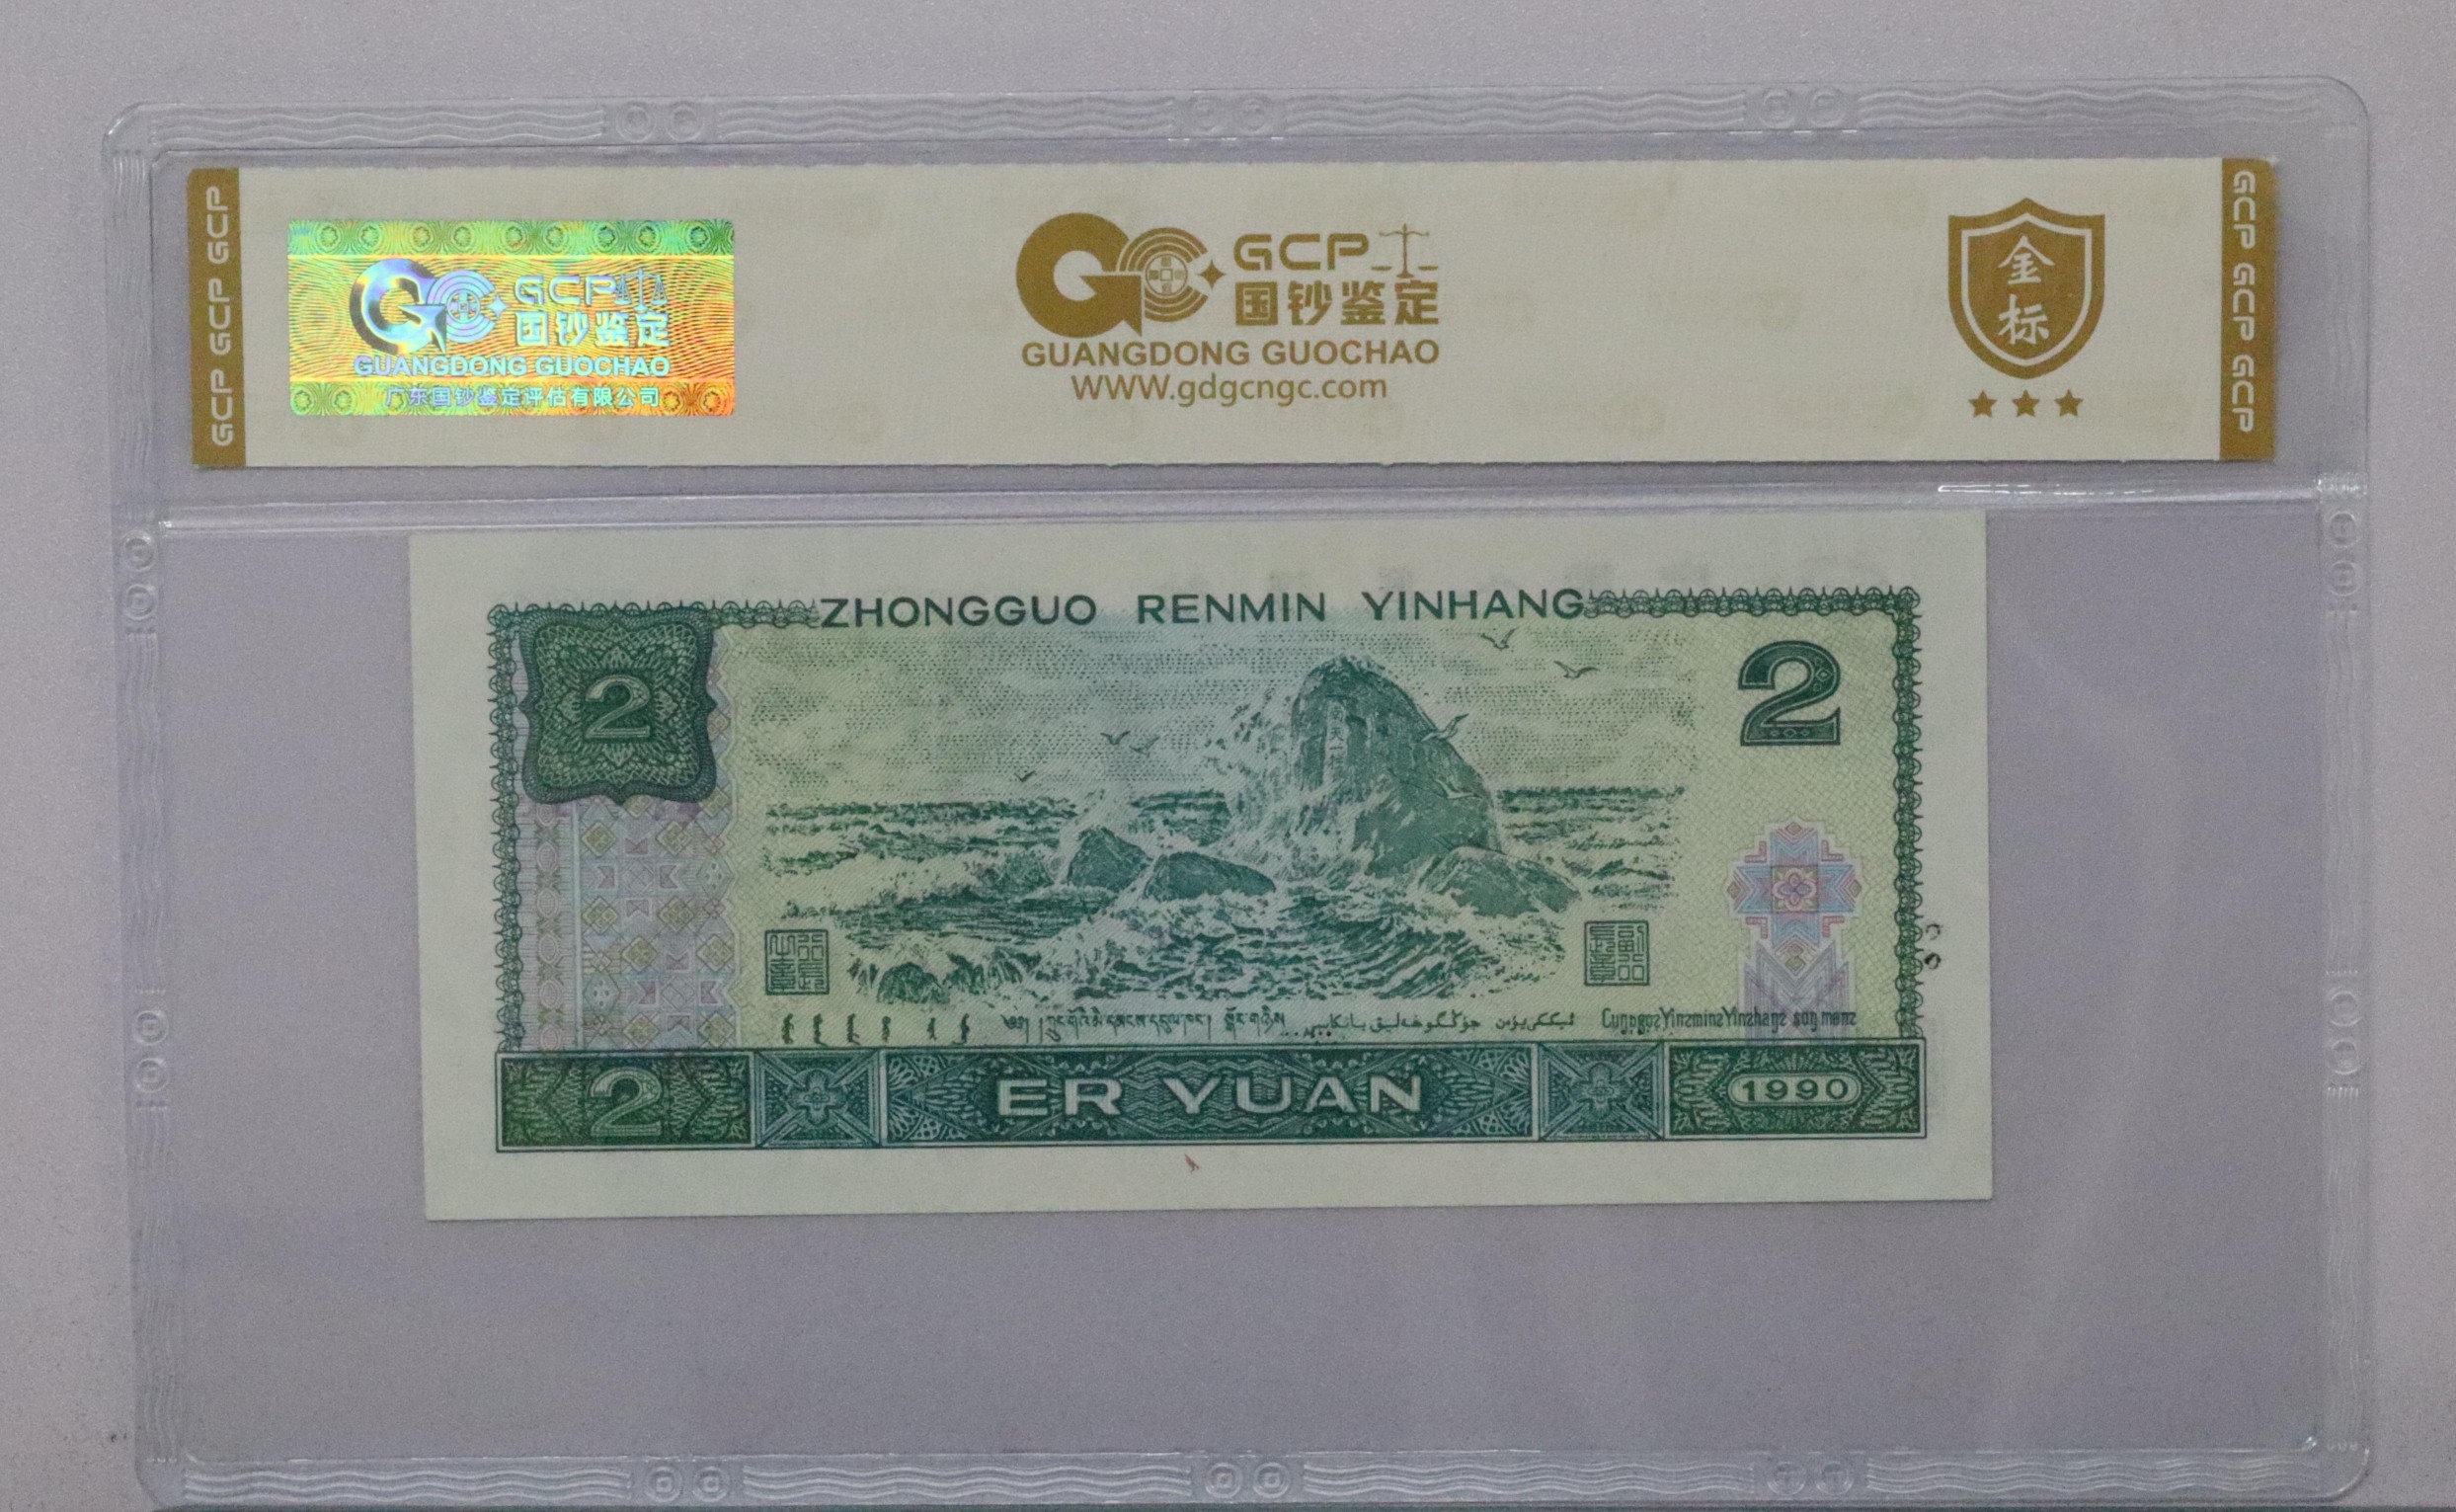 GCP GCP GCP
GCP
国钞鉴定
GUANGDONG GUOCHAO
广东国钞鉴定评估有限公司
GCP
国钞鉴定
GUANGDONG GUOCHAO
WWW.gdgcngc.com
金
标
GCP GCP GCP
ZHONGGUO RENMIN YINHANG
2
2
2
ER YUAN
1990